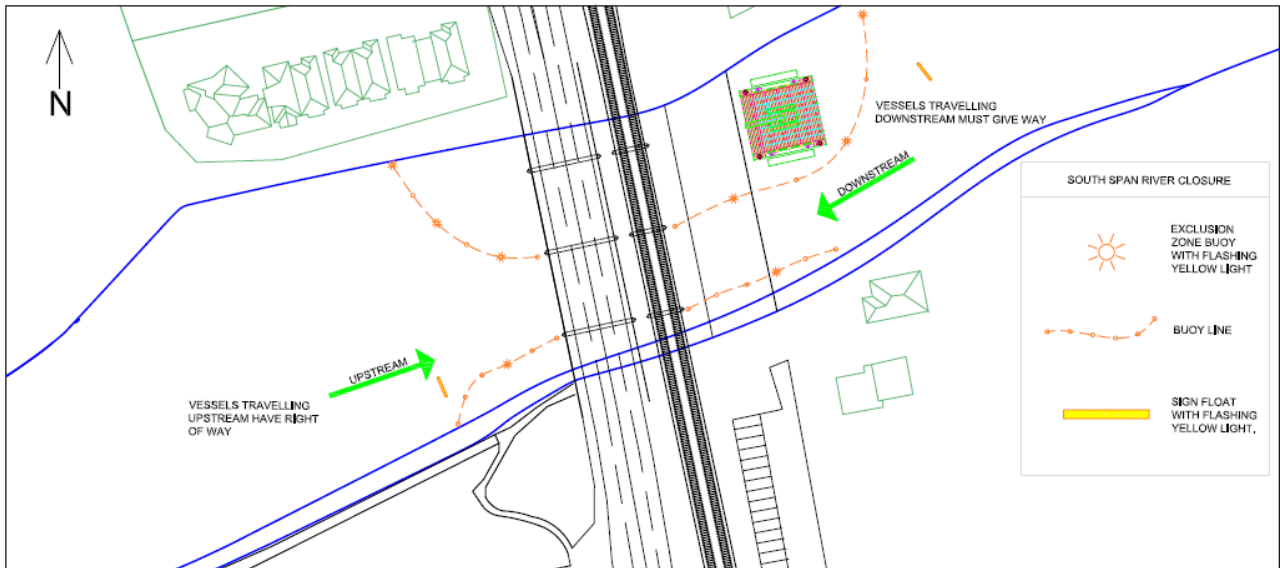 N
VESSELS TRAVELLING
DOWNSTREAM MUST GIVE WAY
DOWNSTREAM
UPSTREAM
VESSELS TRAVELLING
UPSTREAM HAVE RIGHT
OF WAY
SOUTH SPAN RIVER CLOSURE
EXCLUSION
ZONE BUOY
WITH FLASHING
YELLOW LIGHT
BUOY LINE
SIGN FLOAT
WITH FLASHING
YELLOW LIGHT.